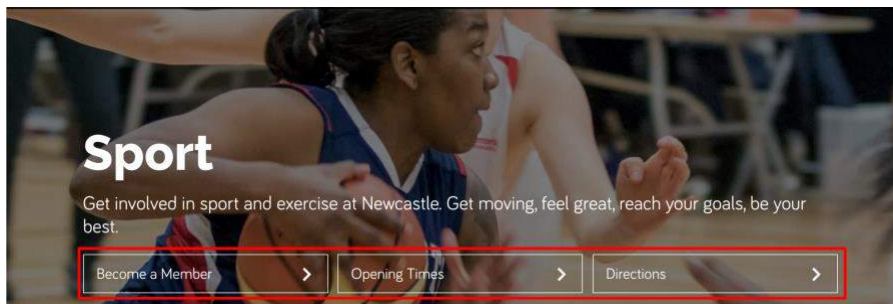 Sport
Get involved in sport and exercise at Newcastle. Get moving, feel great, reach your goals, be your
best.
Become a Member
Opening Times
Directions